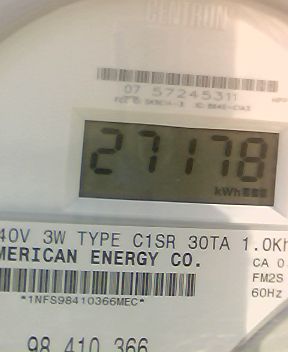 CENTRON
07 57245311
27178
kWh
40V 3W TYPE C1SR 30TA 1.0Kh
MERICAN ENERGY CO.
CA 0.
FM2S
60Hz
*1NFS98410366MEC*
98 410 366